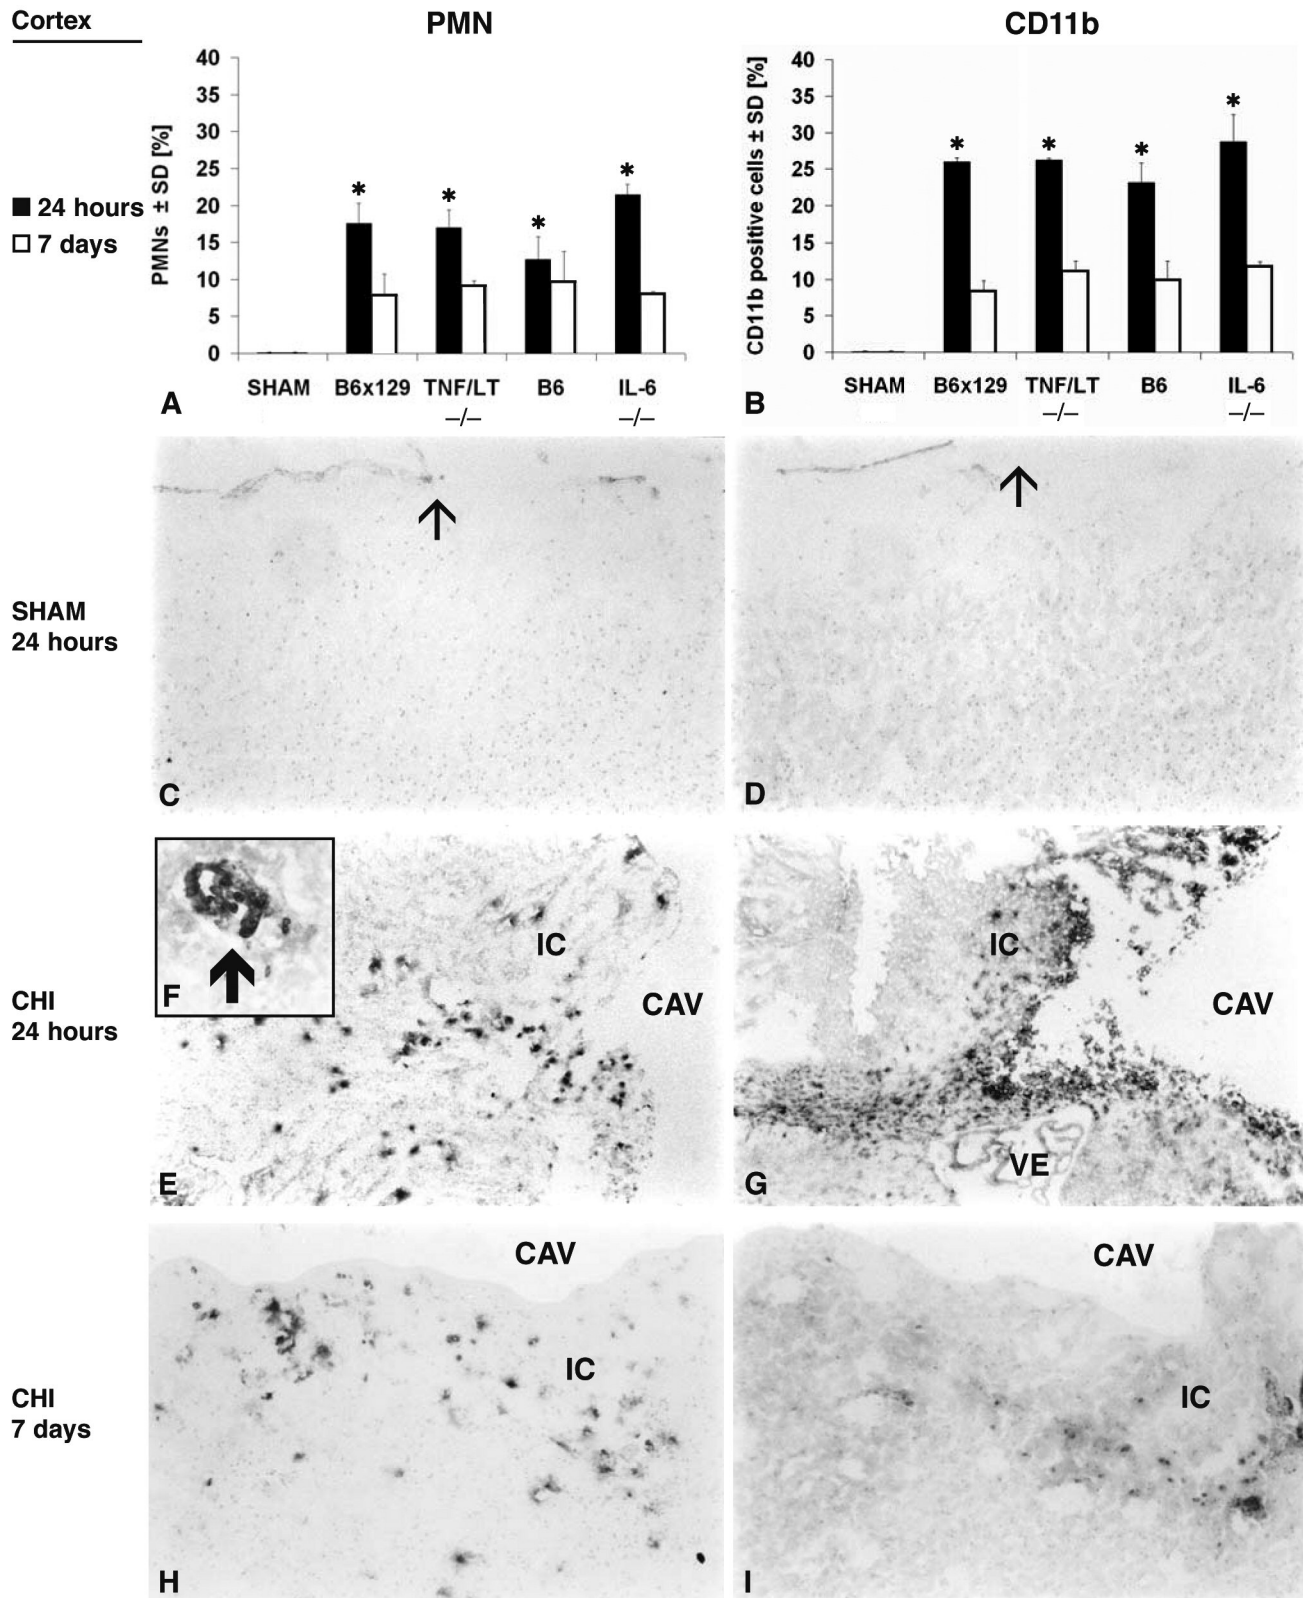 Cortex
PMN
CD11b
24 hours
7 days
PMNs ± SD [%]
40
35
30
25
20
15
10
5
0
* * * *
SHAM B6x129 TNF/LT –/– B6 IL-6 –/–
A
CD11b positive cells ± SD [%]
40
35
30
25
20
15
10
5
0
* * * *
SHAM B6x129 TNF/LT –/– B6 IL-6 –/–
B
SHAM
24 hours
C
D
CHI
24 hours
F
IC
CAV
E
IC
CAV
VE
G
CHI
7 days
CAV
IC
H
CAV
IC
I